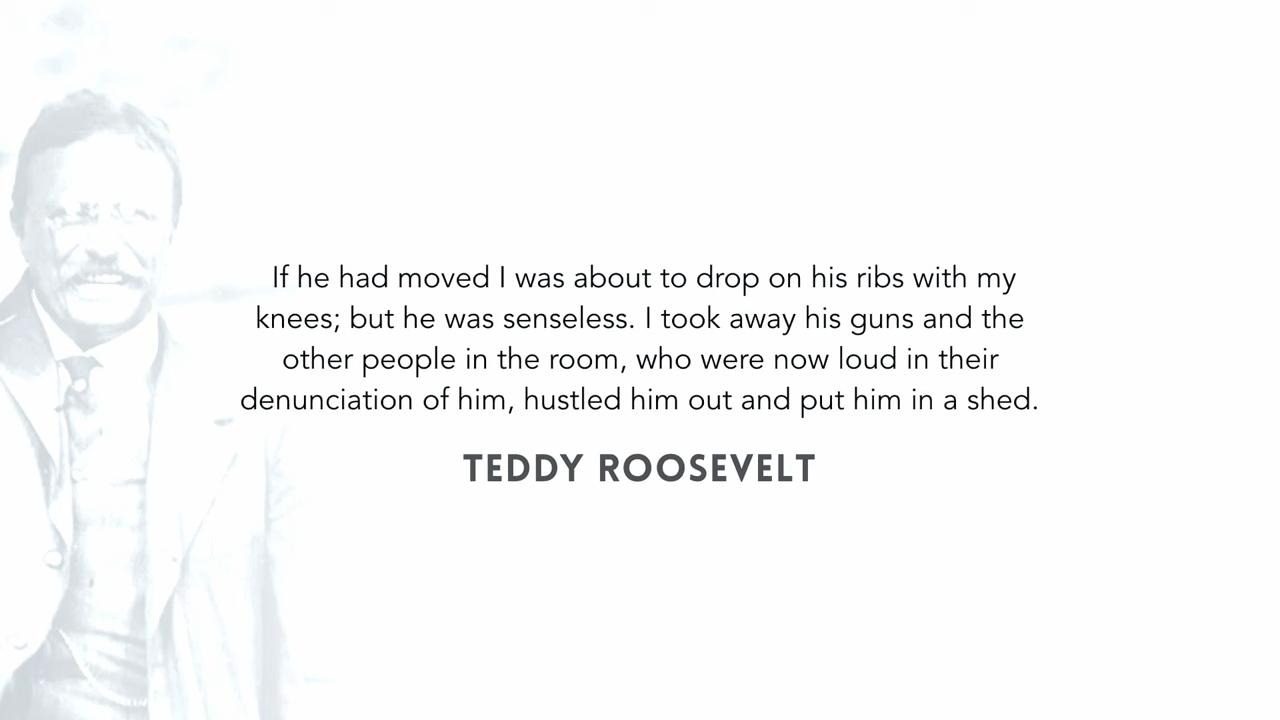 If he had moved I was about to drop on his ribs with my
knees; but he was senseless. I took away his guns and the
other people in the room, who were now loud in their
denunciation of him, hustled him out and put him in a shed.
TEDDY ROOSEVELT